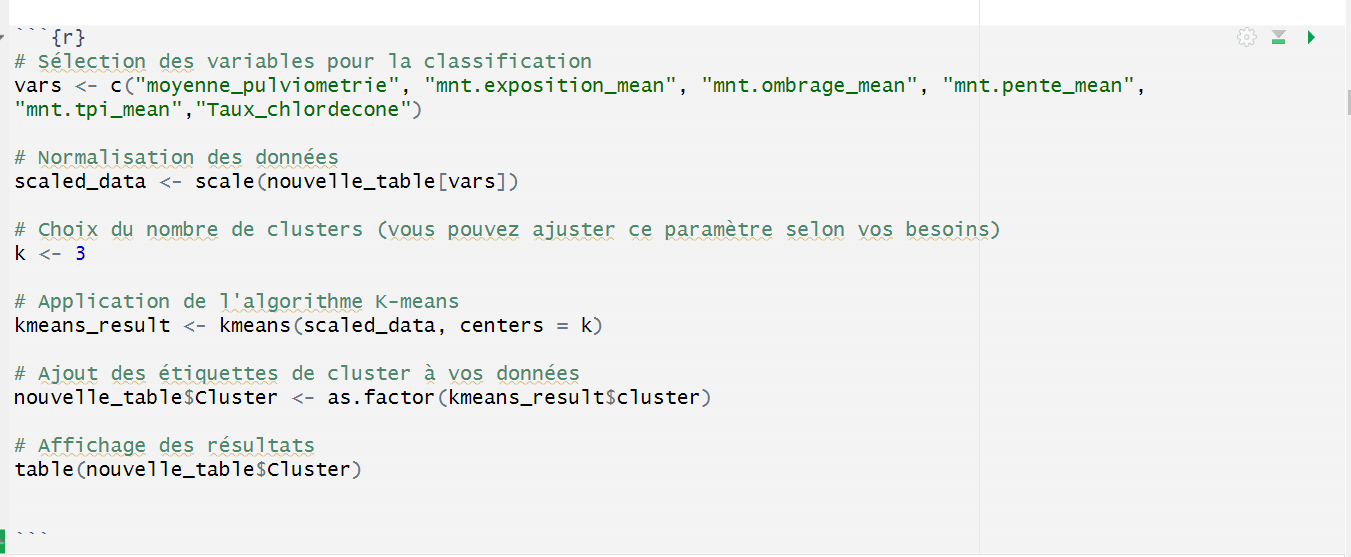 ```{r}
# Sélection des variables pour la classification
vars <- c("moyenne_pulviometrie", "mnt.exposition_mean", "mnt.ombrage_mean", "mnt.pente_mean",
"mnt.tpi_mean","Taux_chlordecone")
# Normalisation des données
scaled_data <- scale(nouvelle_table[vars])
# Choix du nombre de clusters (vous pouvez ajuster ce paramètre selon vos besoins)
k <- 3
# Application de l'algorithme K-means
kmeans_result <- kmeans(scaled_data, centers = k)
# Ajout des étiquettes de cluster à vos données
nouvelle_table$Cluster <- as.factor(kmeans_result$cluster)
# Affichage des résultats
table(nouvelle_table$Cluster)
```